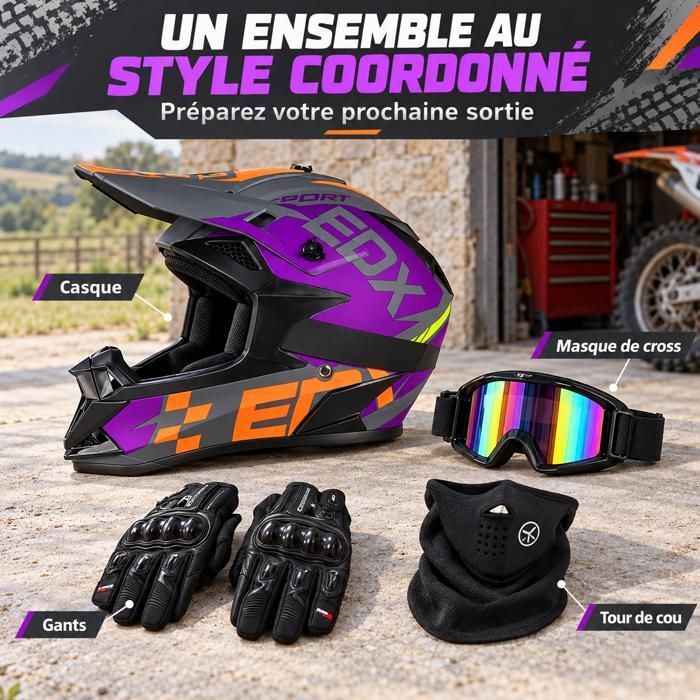 UN ENSEMBLE AU
STYLE COORDONNÉ
Préparez votre prochaine sortie
SPORT
EDX
Casque
Masque de cross
EDX
Gants
Tour de cou